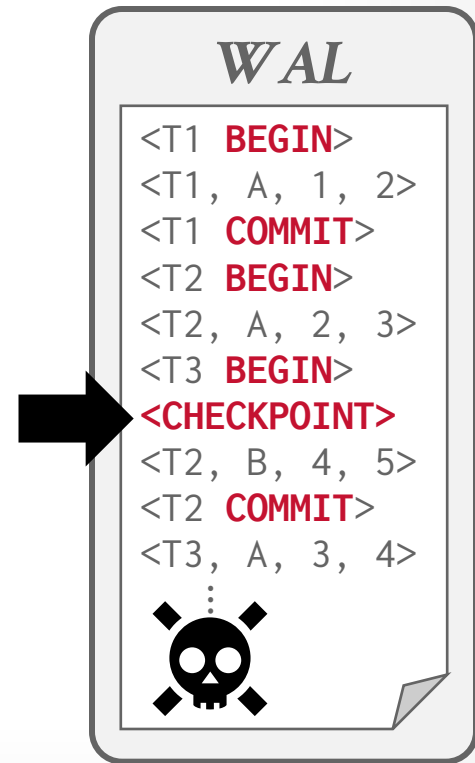 WAL
<T1 BEGIN>
<T1, A, 1, 2>
<T1 COMMIT>
<T2 BEGIN>
<T2, A, 2, 3>
<T3 BEGIN>
<CHECKPOINT>
<T2, B, 4, 5>
<T2 COMMIT>
<T3, A, 3, 4>
⋮